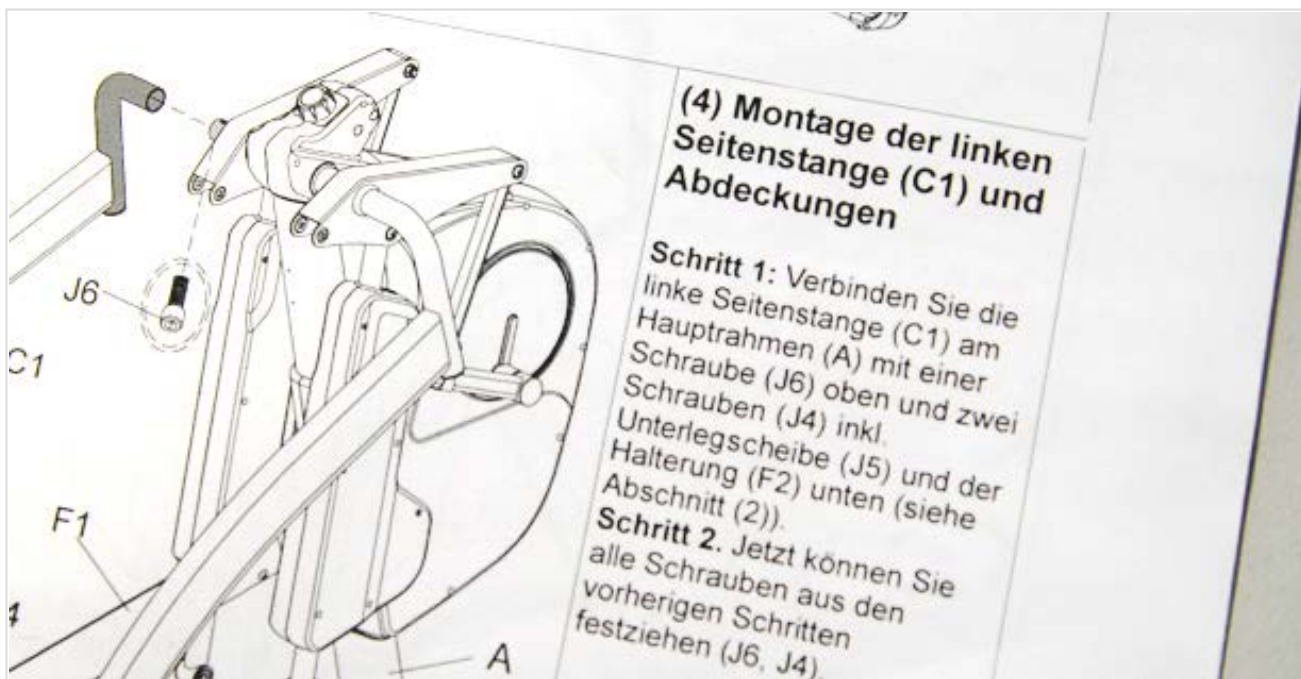 J6
C1
F1
4
A
(4) Montage der linken
Seitenstange (C1) und
Abdeckungen
Schritt 1: Verbinden Sie die
linke Seitenstange (C1) am
Hauptrahmen (A) mit einer
Schraube (J6) oben und zwei
Schrauben (J4) inkl.
Unterlegscheibe (J5) und der
Halterung (F2) unten (siehe
Abschnitt (2)).
Schritt 2. Jetzt können Sie
alle Schrauben aus den
vorherigen Schritten
festziehen (J6, J4).